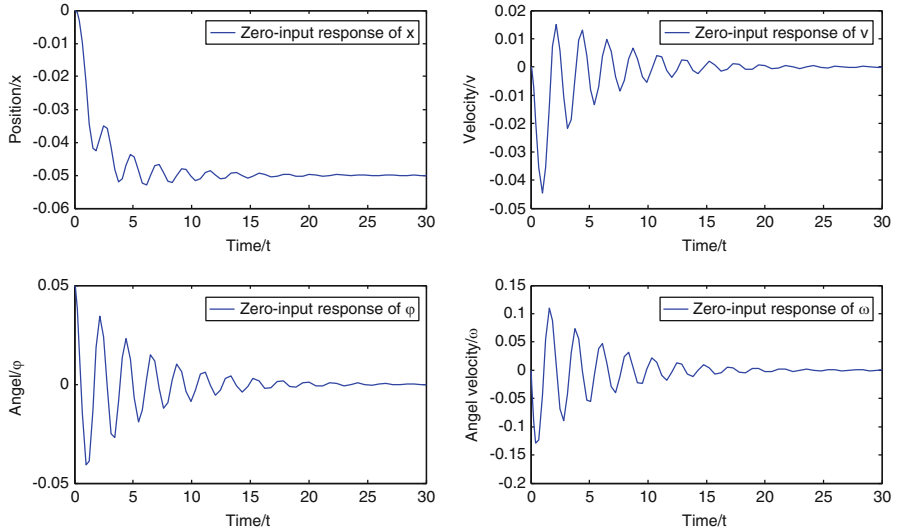 0
-0.01
-0.02
-0.03
-0.04
-0.05
-0.06
Position/x
Zero-input response of x
0 5 10 15 20 25 30
Time/t
0.02
0.01
0
-0.01
-0.02
-0.03
-0.04
-0.05
Velocity/v
Zero-input response of v
0 5 10 15 20 25 30
Time/t
0.05
0
-0.05
Angel/φ
Zero-input response of φ
0 5 10 15 20 25 30
Time/t
0.15
0.1
0.05
0
-0.05
-0.1
-0.15
-0.2
Angel velocity/ω
Zero-input response of ω
0 5 10 15 20 25 30
Time/t